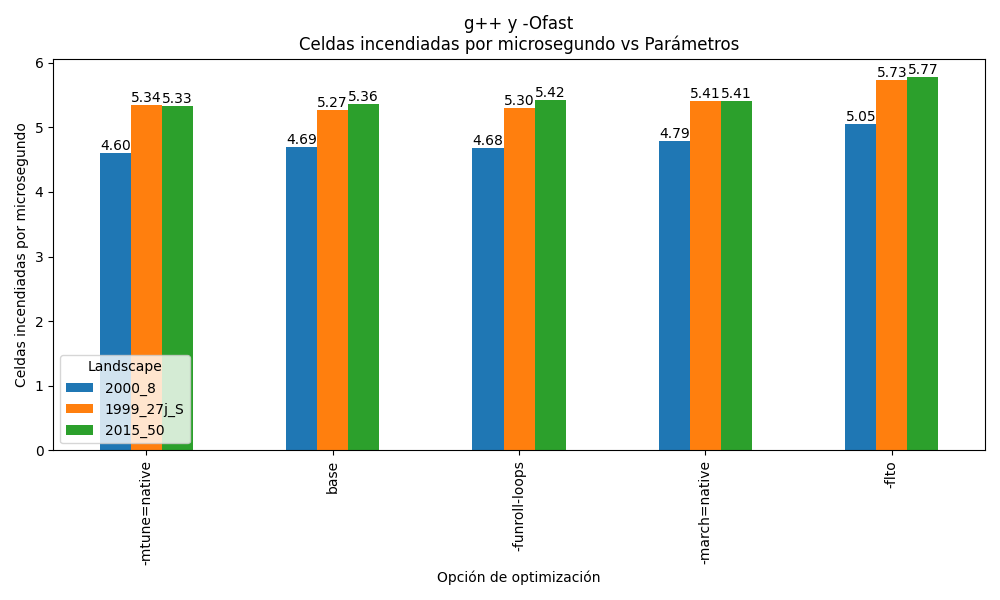 g++ y -Ofast
Celdas incendiadas por microsegundo vs Parámetros
Celdas incendiadas por microsegundo
6
5
4
3
2
1
0
4.60 5.34 5.33
4.69 5.27 5.36
4.68 5.30 5.42
4.79 5.41 5.41
5.05 5.73 5.77
Landscape
2000_8
1999_27j_S
2015_50
-mtune=native
base
-funroll-loops
-march=native
-flto
Opción de optimización